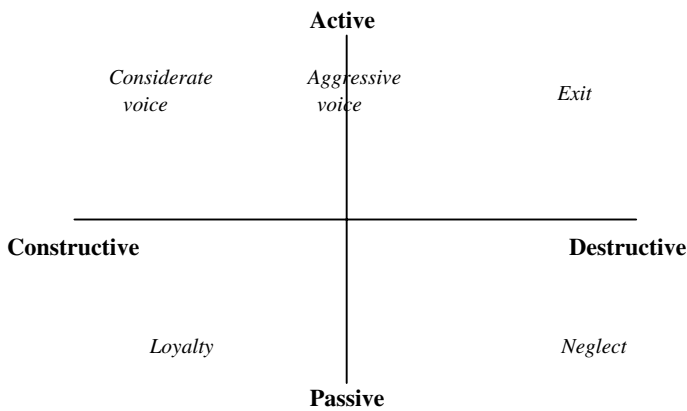 Active
Considerate
voice
Aggressive
voice
Exit
Constructive
Destructive
Loyalty
Neglect
Passive